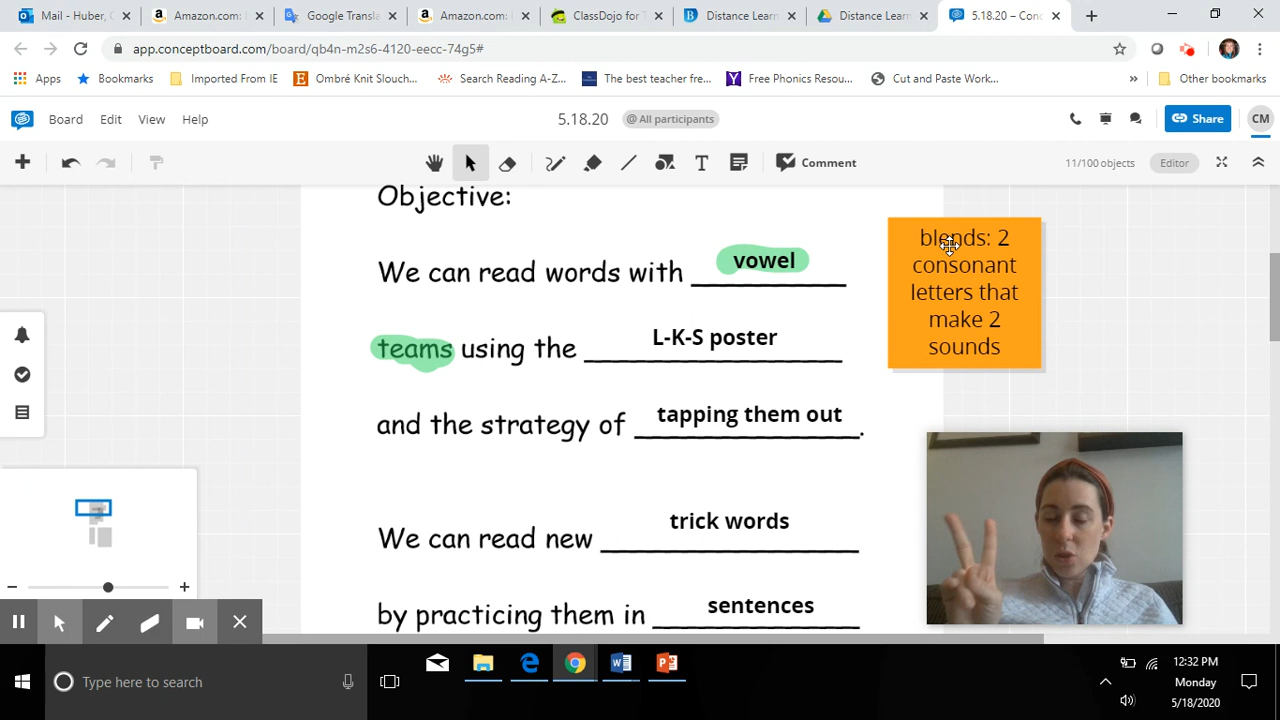 Mail - Huber, C
Amazon.com: L
Google Transla
Amazon.com: H
ClassDojo for T
Distance Learn
Distance Learn
5.18.20 – Conc
app.conceptboard.com/board/qb4n-m2s6-4120-eecc-74g5#
Apps
Bookmarks
Imported From IE
Ombré Knit Slouch...
Search Reading A-Z...
The best teacher fre...
Free Phonics Resou...
Cut and Paste Work...
»
Other bookmarks
Board
Edit
View
Help
5.18.20
@ All participants
Share
CM
Comment
11/100 objects
Editor
Objective:
We can read words with vowel
teams using the L-K-S poster
and the strategy of tapping them out.
We can read new trick words
by practicing them in sentences
blends: 2
consonant
letters that
make 2
sounds
Type here to search
12:32 PM
Monday
5/18/2020